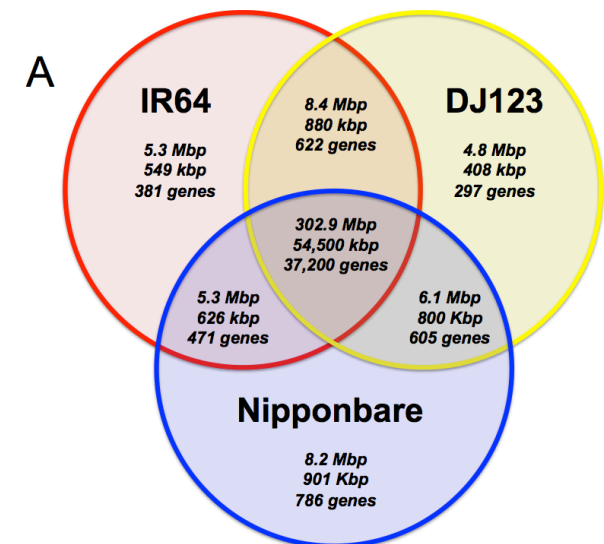 A
IR64
5.3 Mbp
549 kbp
381 genes
8.4 Mbp
880 kbp
622 genes
DJ123
4.8 Mbp
408 kbp
297 genes
302.9 Mbp
54,500 kbp
37,200 genes
5.3 Mbp
626 kbp
471 genes
6.1 Mbp
800 Kbp
605 genes
Nipponbare
8.2 Mbp
901 Kbp
786 genes